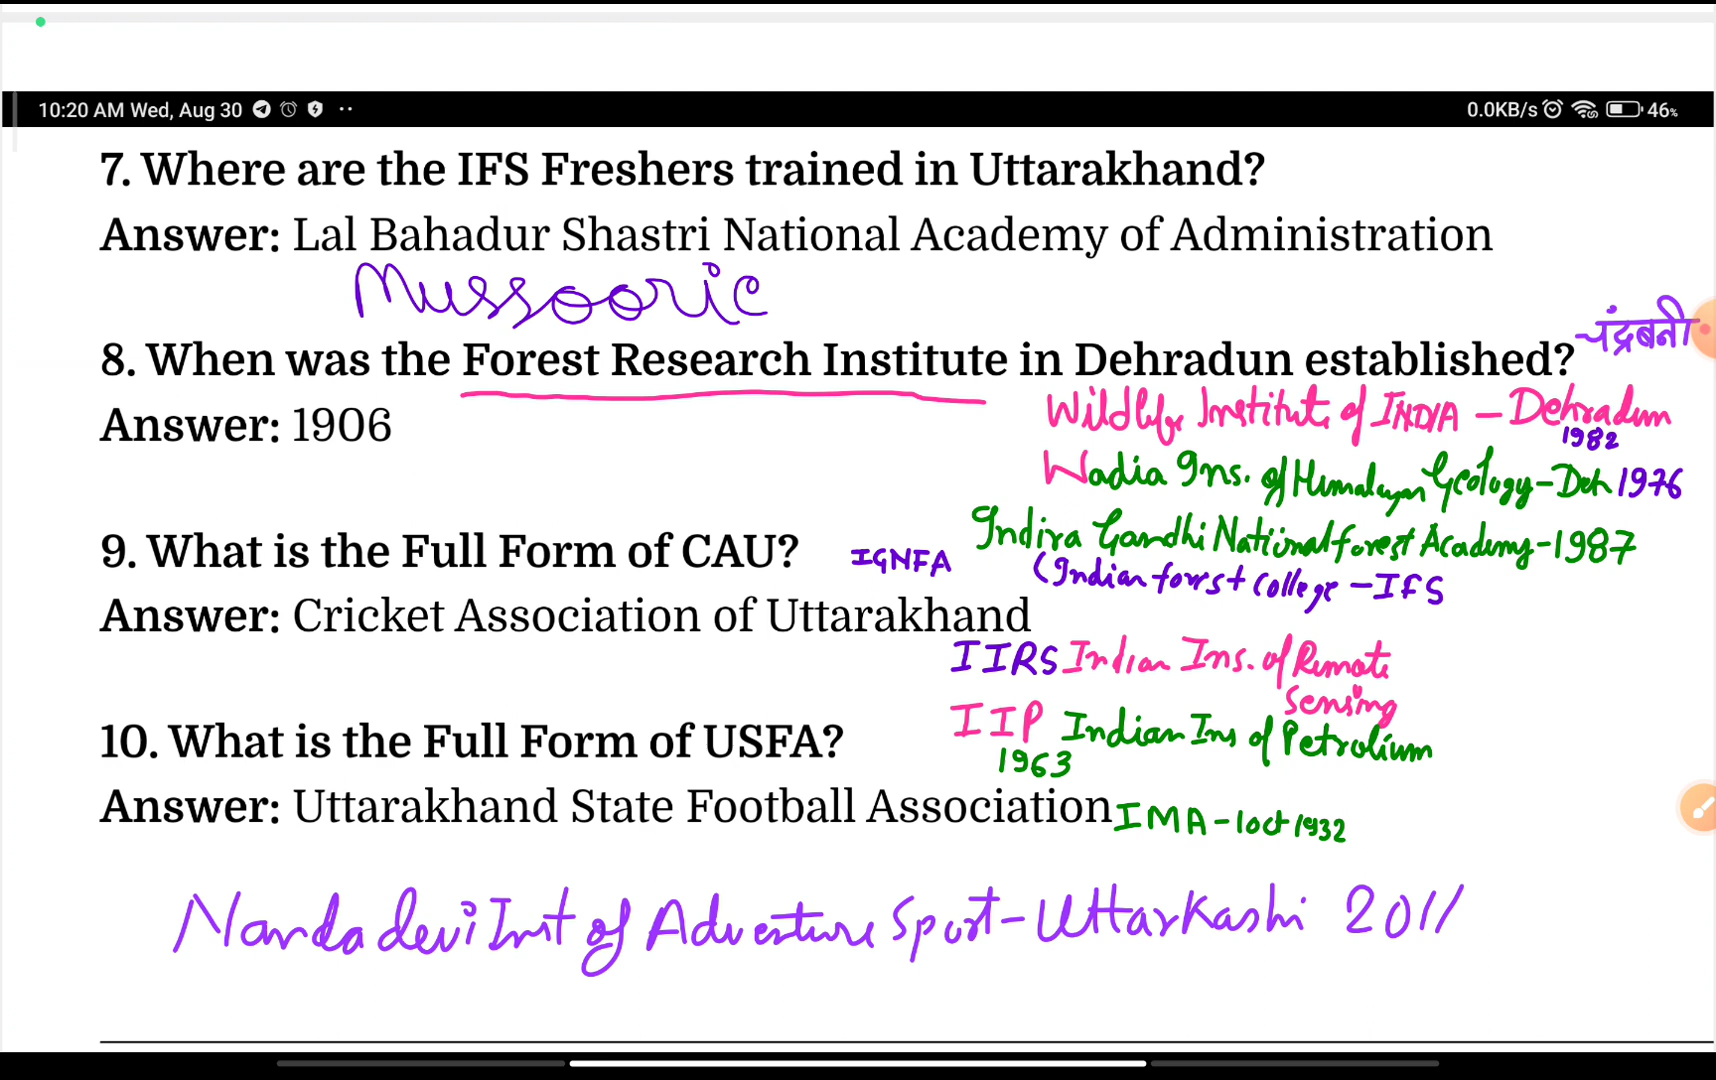 10:20 AM Wed, Aug 30
0.0KB/s 46%
7. Where are the IFS Freshers trained in Uttarakhand?
Answer: Lal Bahadur Shastri National Academy of Administration
Mussoorie
चंद्रबनी
8. When was the Forest Research Institute in Dehradun established?
Answer: 1906
Wildlife Institute of INDIA - Dehradun
1982
Wadia Ins. of Himalayan Geology - Deh 1976
Indira Gandhi National forest Academy - 1987
9. What is the Full Form of CAU?
IGNFA
(Indian forest college - IFS
Answer: Cricket Association of Uttarakhand
IIRS Indian Ins. of Remote
Sensing
IIP Indian Ins of Petrolium
1963
10. What is the Full Form of USFA?
Answer: Uttarakhand State Football Association
IMA - 1 oct 1932
Nanda devi Inst of Adventure Sport - Uttarkashi 2011